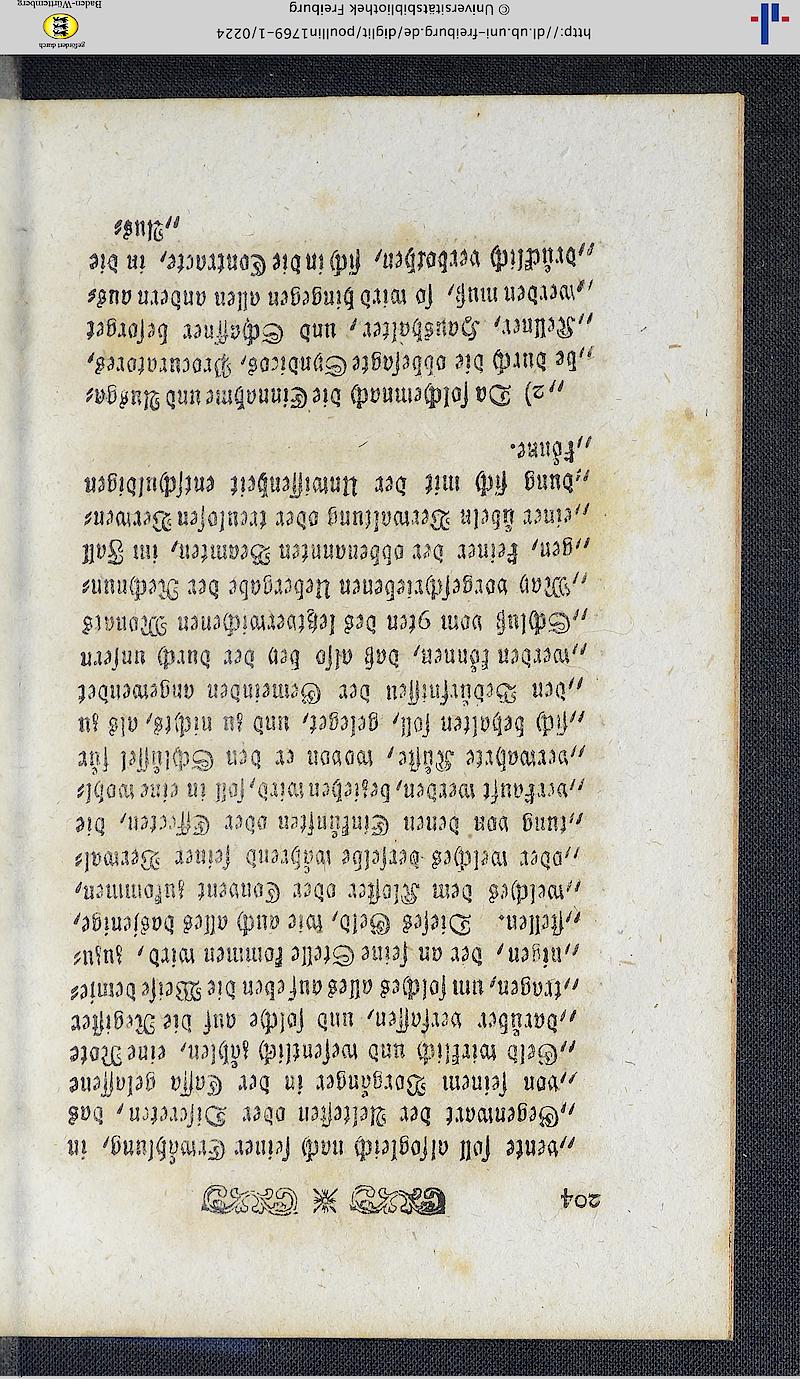 204
„vente soll alsogleich nach seiner Erwählung, in
„Gegenwart der Aeltesten oder Discreten, das
„von seinem Vorgänger in der Cassa gelassene
„Geld wirklich und wesentlich zählen, eine Note
„darüber verfassen, und solche auf die Register
„tragen, um solches alles auf eben die Weise demje⸗
„nigen, der an seine Stelle kommen wird, zuzu⸗
„stellen. Dieses Geld, wie auch alles dasjenige,
„welches dem Kloster oder Convent zukommen,
„oder welches derselbe während seiner Verwal⸗
„tung von denen Einkünften oder Effecten, die
„verkauft werden, beziehen wird, soll in eine wohl⸗
„verwahrte Küste, wovon er den Schlüssel für
„sich behalten soll, geleget, und zu nichts, als zu
„den Bedürfnissen der Gemeinden angewendet
„werden können, daß also bey der durch unsern
„Schluß vom 9ten des letztverwichenen Monats
„May vorgeschriebenen Uebergabe der Rechnun⸗
„gen, keiner der obbenannten Beamten, im Fall
„einer übeln Verwaltung oder treulosen Verwen⸗
„dung sich mit der Unwissenheit entschuldigen
„könne.
„2) Da solchemnach die Einnahme und Ausga⸗
„be durch die obbesagte Syndicos, Procuratores,
„Kellner, Haushalter, und Schaffner besorget
„werden muß, so wird hingegen allen andern aus⸗
„drücklich verbothen, sich in die Contracte, in die
„Aus⸗
http://dl.ub.uni-freiburg.de/diglit/poullin1769-1/0224
© Universitätsbibliothek Freiburg
gefördert durch
Baden-Württemberg